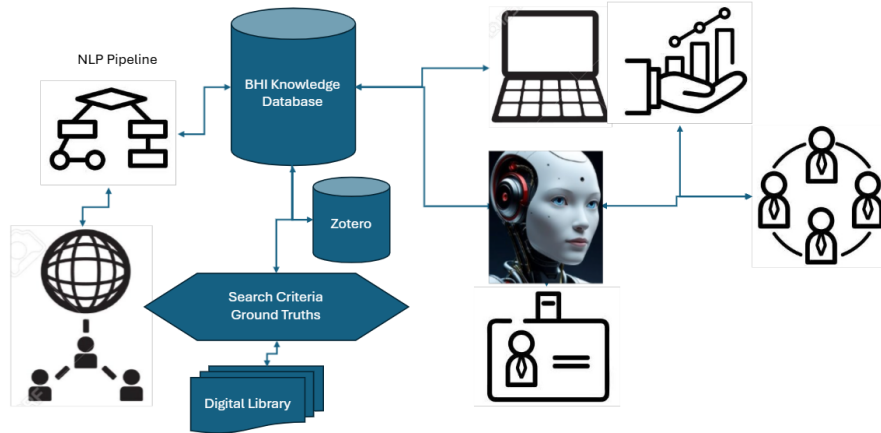 NLP Pipeline
BHI Knowledge
Database
Zotero
Search Criteria
Ground Truths
Digital Library